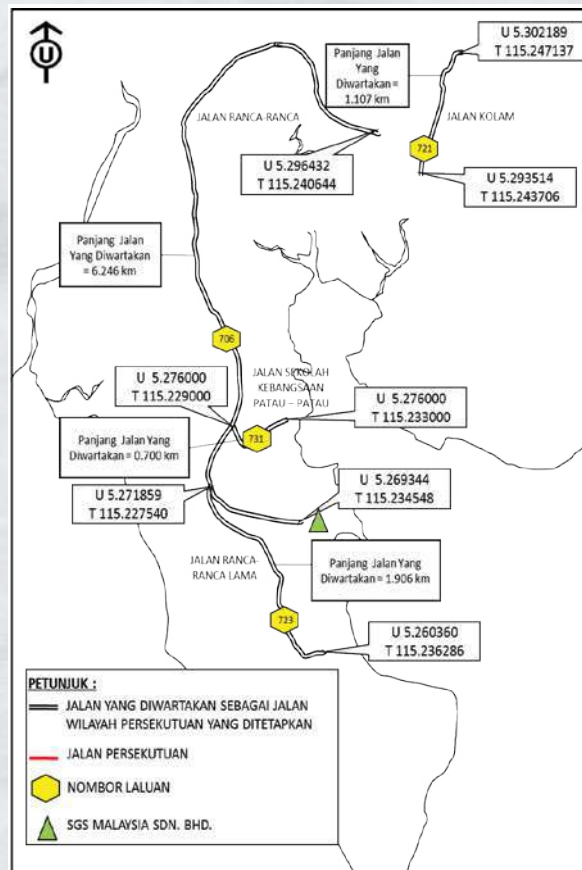 U
Panjang Jalan
Yang
Diwartakan =
1.107 km
U 5.302189
T 115.247137
JALAN RANCA-RANCA
JALAN KOLAM
721
U 5.296432
T 115.240644
U 5.293514
T 115.243706
Panjang Jalan
Yang Diwartakan
= 6.246 km
706
JALAN SEKOLAH
KEBANGSAAN
PATAU – PATAU
U 5.276000
T 115.229000
U 5.276000
T 115.233000
731
Panjang Jalan Yang
Diwartakan = 0.700 km
U 5.271859
T 115.227540
U 5.269344
T 115.234548
JALAN RANCA-
RANCA LAMA
Panjang Jalan Yang
Diwartakan = 1.906 km
723
U 5.260360
T 115.236286
PETUNJUK :
JALAN YANG DIWARTAKAN SEBAGAI JALAN
WILAYAH PERSEKUTUAN YANG DITETAPKAN
JALAN PERSEKUTUAN
NOMBOR LALUAN
SGS MALAYSIA SDN. BHD.